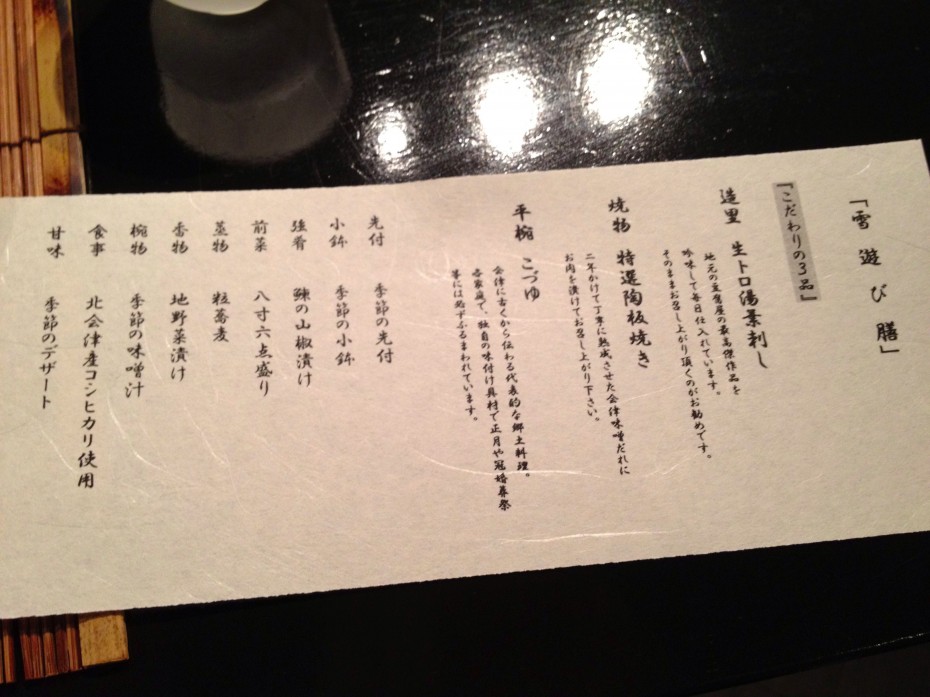 「雪遊び膳」
『こだわりの３品』
造里 生トロ湯葉刺し
地元の豆腐屋の最高傑作品を
吟味して毎日仕入れています。
そのままお召し上がり頂くのがお勧めです。
焼物 特選陶板焼き
二年かけて丁寧に熟成させた会津味噌だれに
お肉を漬けてお召し上がり下さい。
平椀 こづゆ
会津に古くから伝わる代表的な郷土料理。
各家庭で、独自の味付け具材で正月や冠婚葬祭
等には必ずふるまわれています。
先付 季節の先付
小鉢 季節の小鉢
強肴 鰊の山椒漬け
前菜 八寸六点盛り
蒸物 粒蕎麦
香物 地野菜漬け
椀物 季節の味噌汁
食事 北会津産コシヒカリ使用
甘味 季節のデザート